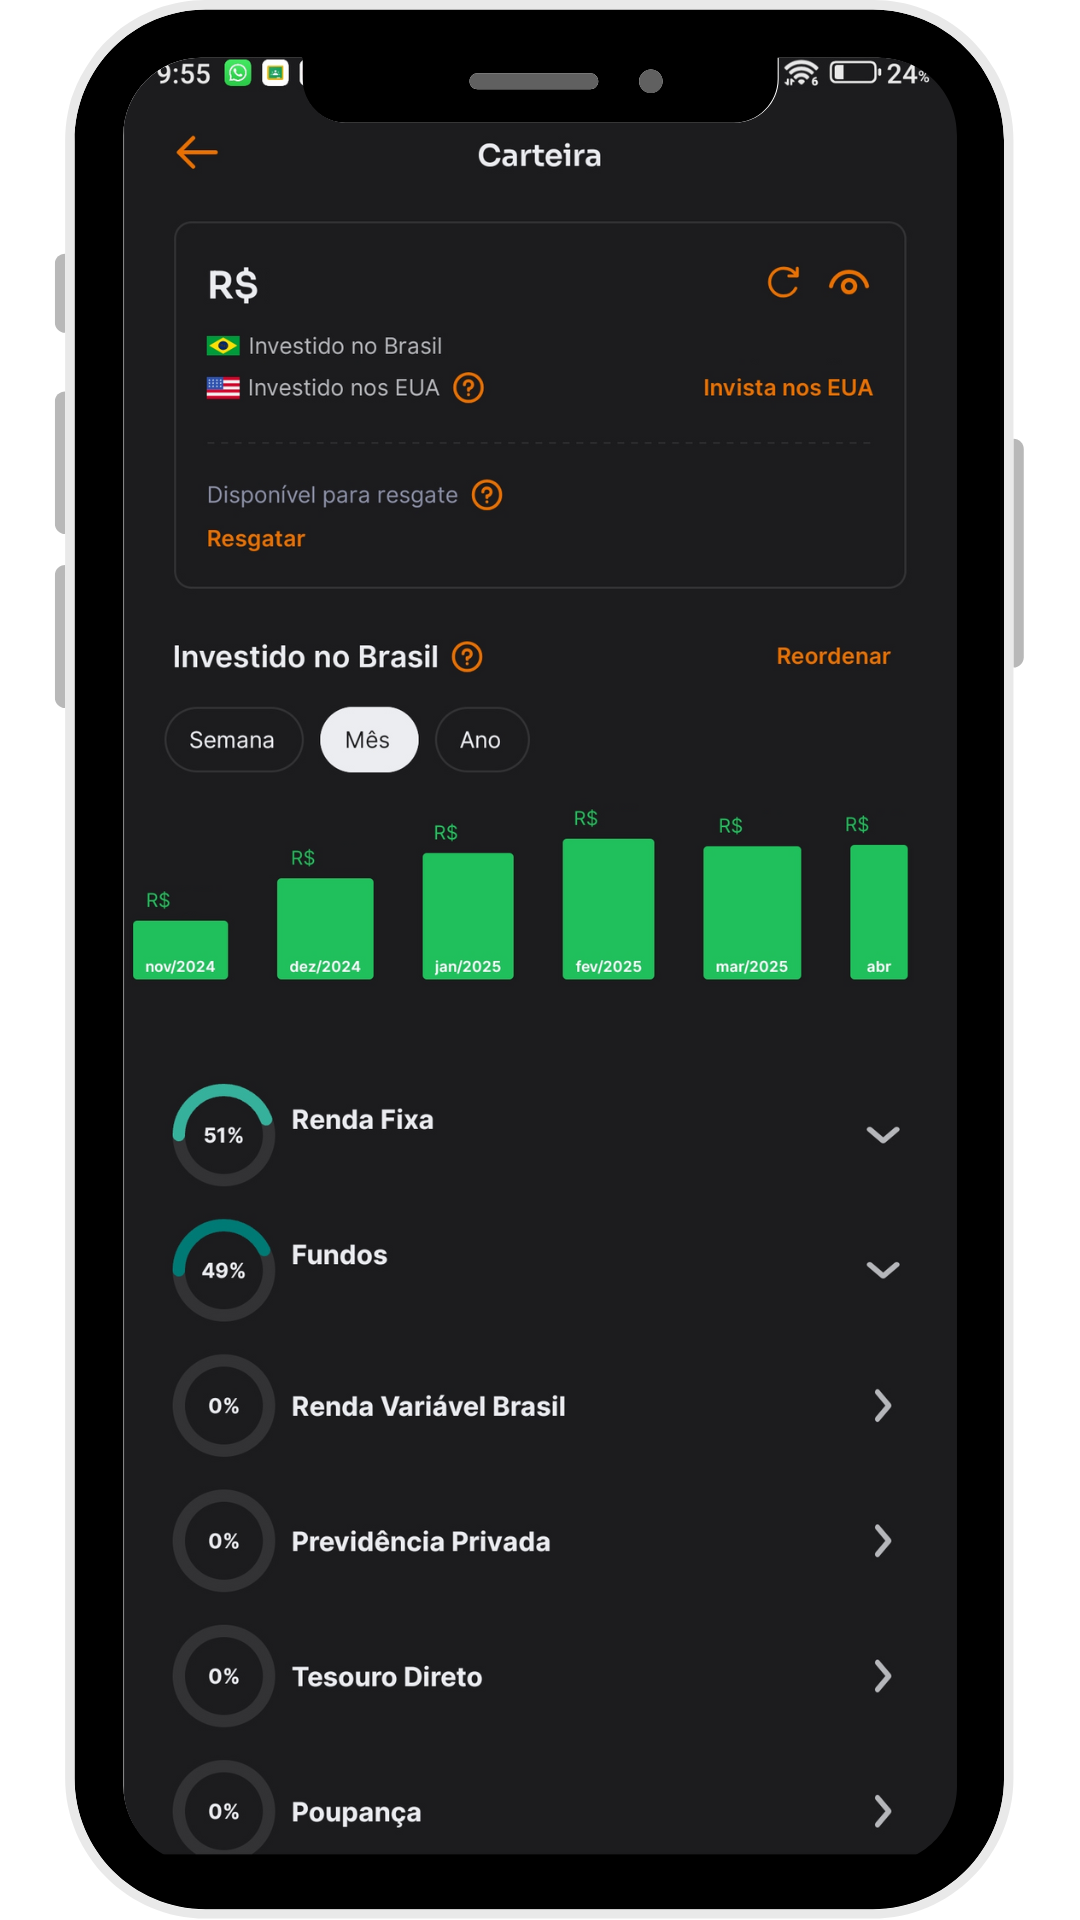 9:55 24%
Carteira
R$
Investido no Brasil
Investido nos EUA ? Invista nos EUA
Disponível para resgate ?
Resgatar
Investido no Brasil ? Reordenar
Semana Mês Ano
R$ R$ R$ R$ R$ R$
nov/2024 dez/2024 jan/2025 fev/2025 mar/2025 abr
51% Renda Fixa
49% Fundos
0% Renda Variável Brasil
0% Previdência Privada
0% Tesouro Direto
0% Poupança